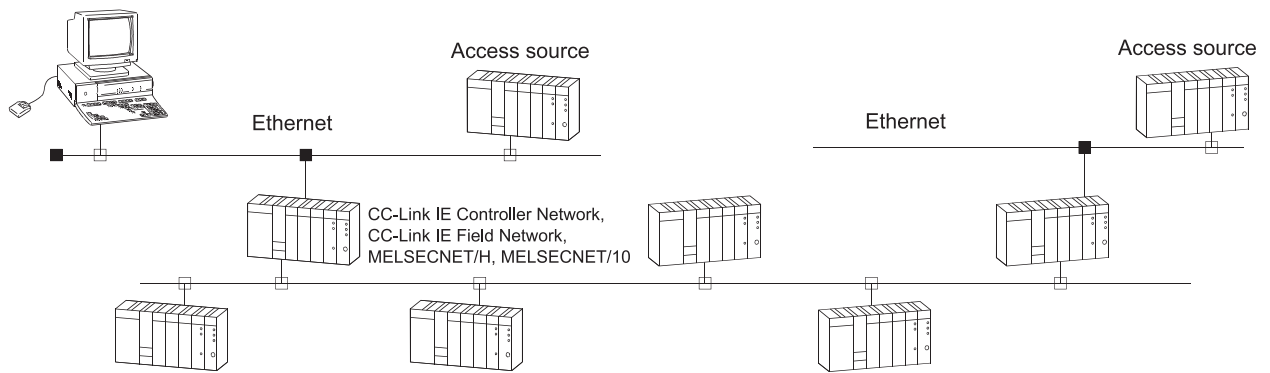 Access source
Access source
Ethernet
Ethernet
CC-Link IE Controller Network,
CC-Link IE Field Network,
MELSECNET/H, MELSECNET/10